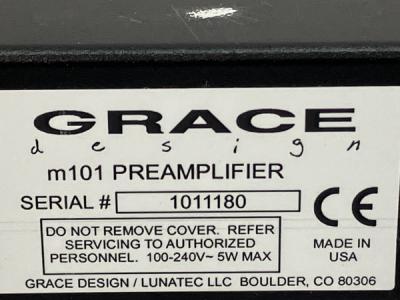 GRACE
design
m101 PREAMPLIFIER
SERIAL # 1011180
CE
DO NOT REMOVE COVER. REFER
SERVICING TO AUTHORIZED
PERSONNEL. 100-240V~ 5W MAX
MADE IN
USA
GRACE DESIGN / LUNATEC LLC BOULDER, CO 80306